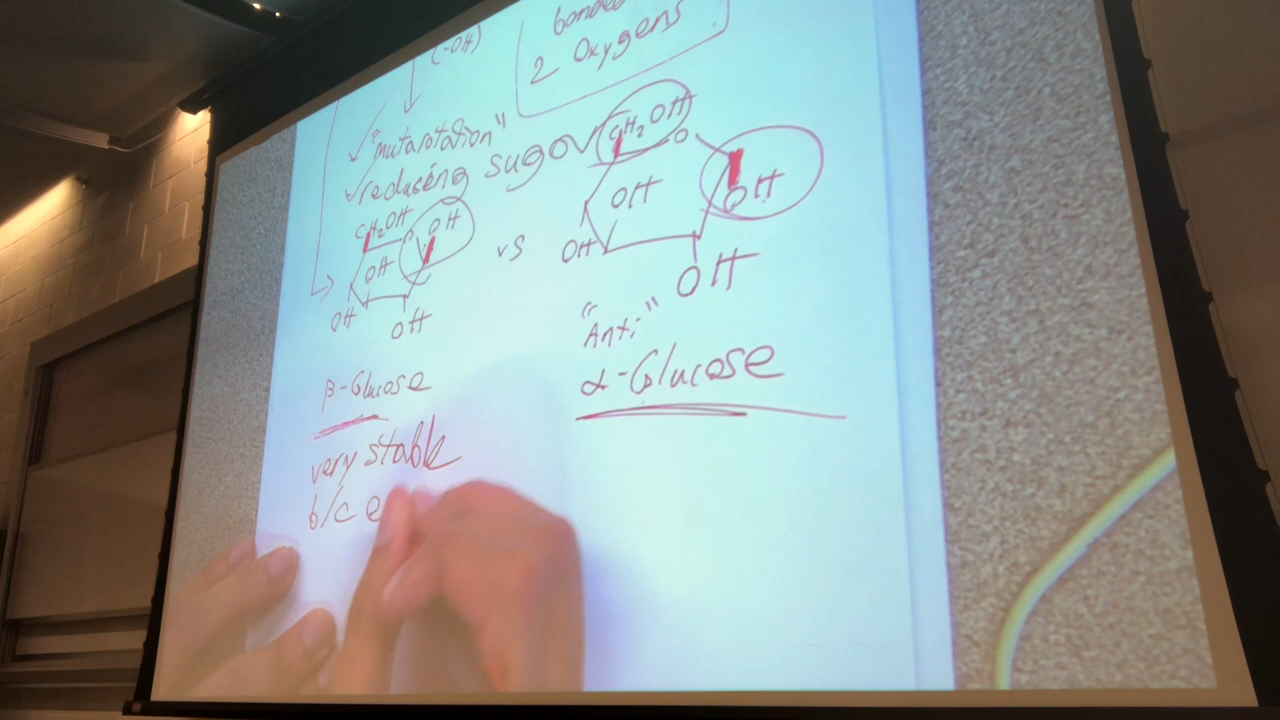 bonded
2 Oxygens
(-OH)
"mutarotation"
reducing sugar
CH2OH
O
OH
OH
OH
OH
vs
CH2OH
O
OH
OH
OH
OH
"Anti"
β-Glucose
α-Glucose
very stable
b/c e